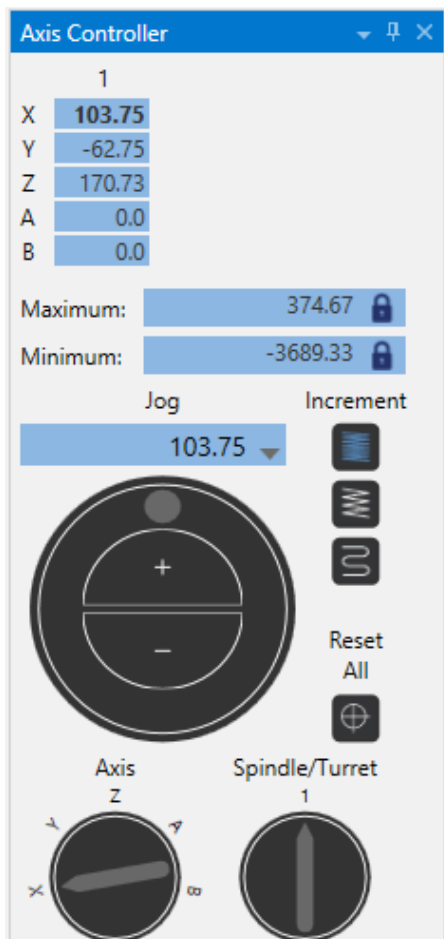 Axis Controller
1
X 103.75
Y -62.75
Z 170.73
A 0.0
B 0.0
Maximum: 374.67
Minimum: -3689.33
Jog Increment
103.75
+
−
Reset
All
Axis Spindle/Turret
Z 1
Y A
X B